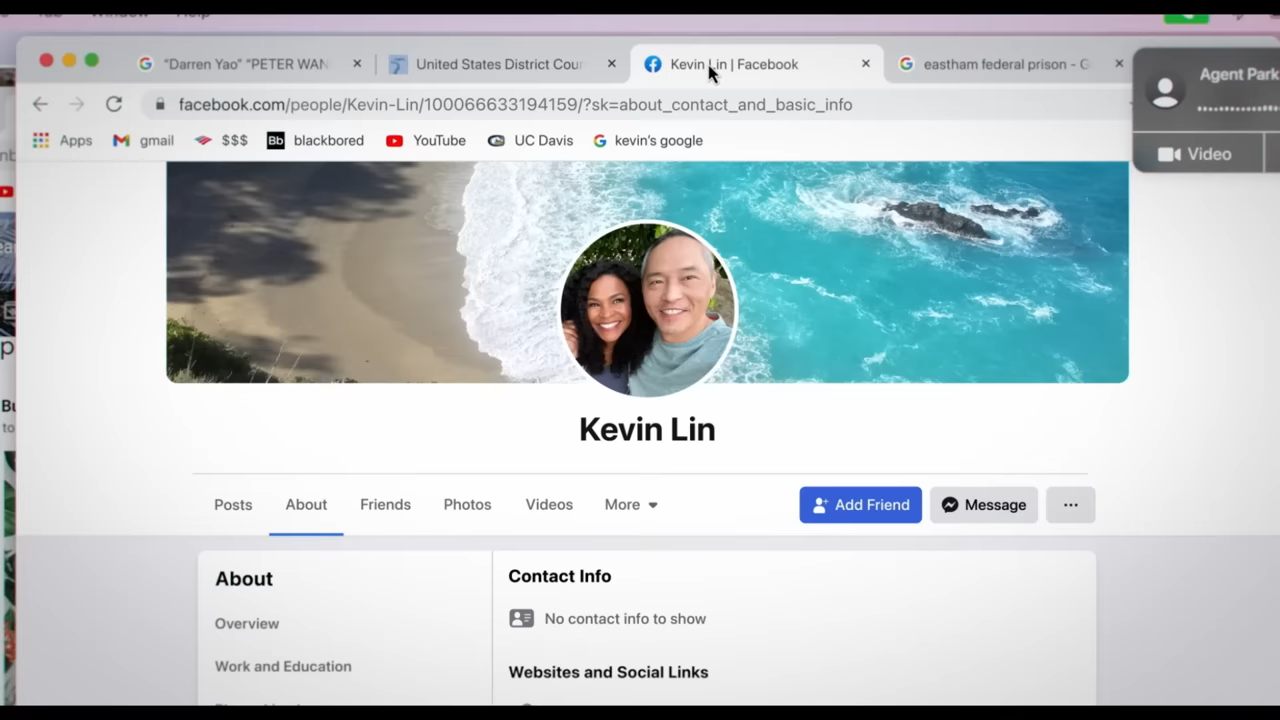 Window Help
"Darren Yao" "PETER WAN
United States District Cour
Kevin Lin | Facebook
eastham federal prison - G
Agent Park
facebook.com/people/Kevin-Lin/100066633194159/?sk=about_contact_and_basic_info
Apps
gmail
$$$
Bb
blackbored
YouTube
UC Davis
kevin's google
Video
Kevin Lin
Posts
About
Friends
Photos
Videos
More
Add Friend
Message
About
Contact Info
Overview
No contact info to show
Work and Education
Websites and Social Links